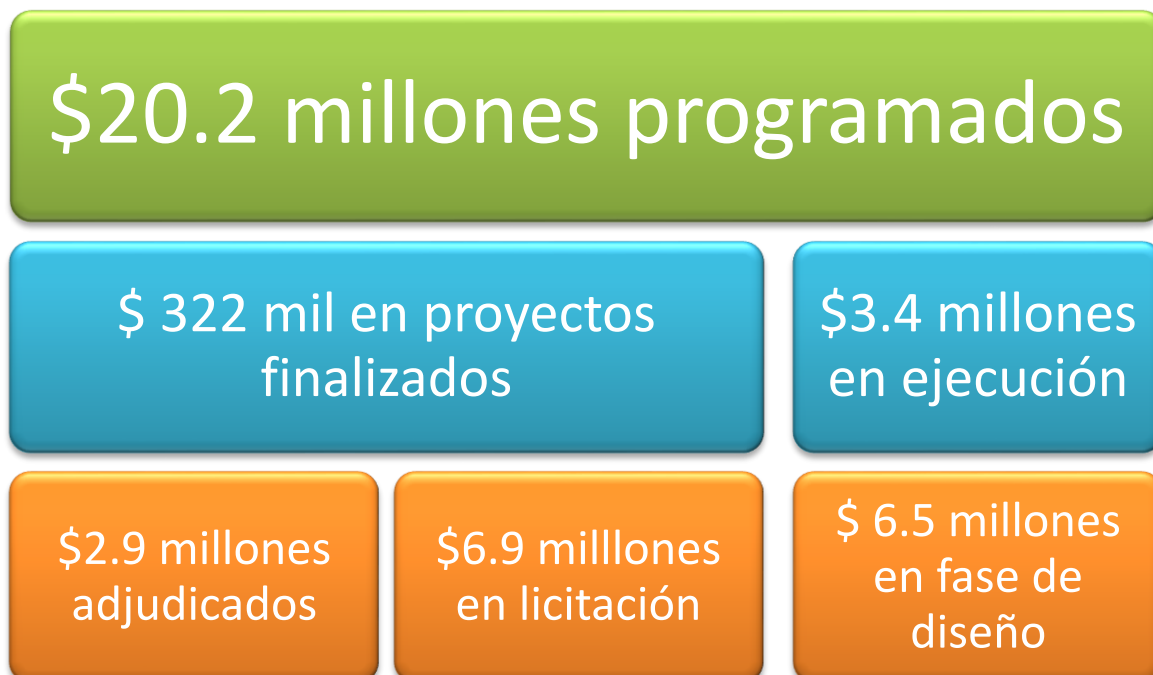 $20.2 millones programados
$ 322 mil en proyectos
finalizados
$3.4 millones
en ejecución
$2.9 millones
adjudicados
$6.9 milllones
en licitación
$ 6.5 millones
en fase de
diseño